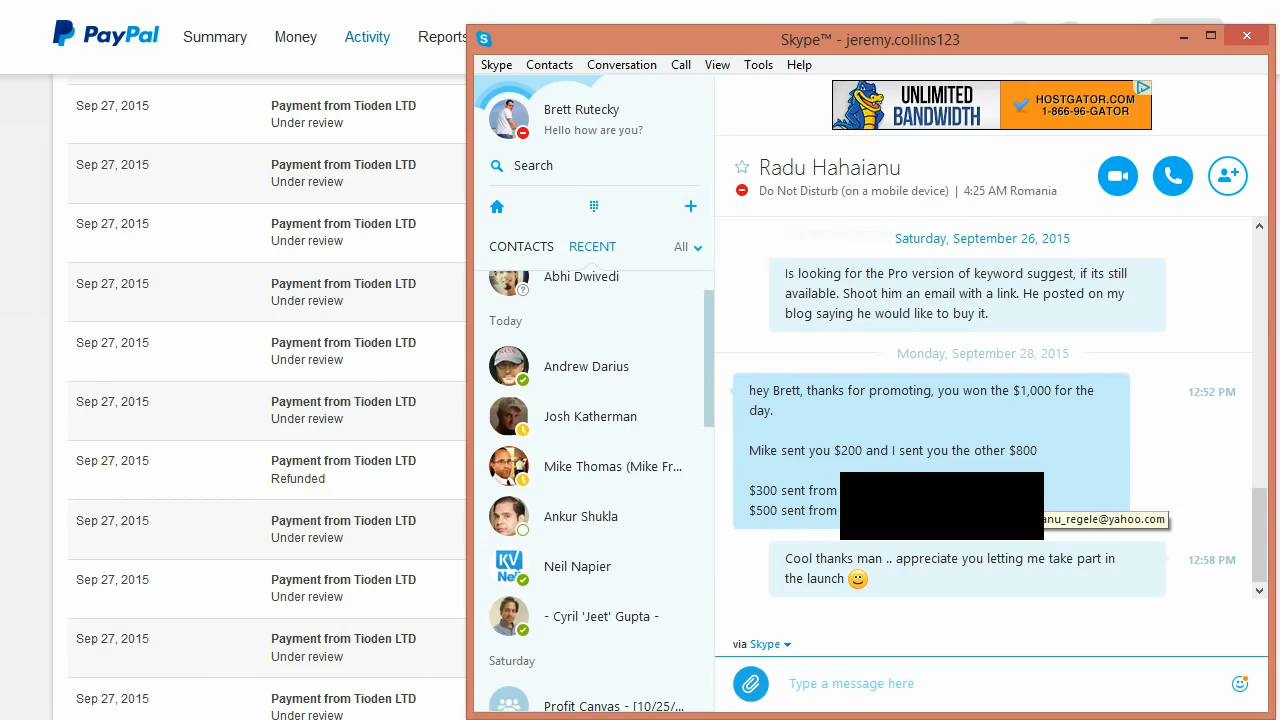 PayPal Summary Money Activity Reports
Sep 27, 2015 Payment from Tioden LTD
Under review
Sep 27, 2015 Payment from Tioden LTD
Under review
Sep 27, 2015 Payment from Tioden LTD
Under review
Sep 27, 2015 Payment from Tioden LTD
Under review
Sep 27, 2015 Payment from Tioden LTD
Under review
Sep 27, 2015 Payment from Tioden LTD
Under review
Sep 27, 2015 Payment from Tioden LTD
Refunded
Sep 27, 2015 Payment from Tioden LTD
Under review
Sep 27, 2015 Payment from Tioden LTD
Under review
Sep 27, 2015 Payment from Tioden LTD
Under review
Sep 27, 2015 Payment from Tioden LTD
Under review
Skype™ - jeremy.collins123
Skype Contacts Conversation Call View Tools Help
Brett Rutecky
Hello how are you?
Search
CONTACTS RECENT All
Abhi Dwivedi
Today
Andrew Darius
Josh Katherman
Mike Thomas (Mike Fr...
Ankur Shukla
Neil Napier
- Cyril 'Jeet' Gupta -
Saturday
Profit Canvas - [10/25/...
UNLIMITED
BANDWIDTH
HOSTGATOR.COM
1-866-96-GATOR
Radu Hahaianu
Do Not Disturb (on a mobile device) | 4:25 AM Romania
Saturday, September 26, 2015
Is looking for the Pro version of keyword suggest, if its still
available. Shoot him an email with a link. He posted on my
blog saying he would like to buy it.
Monday, September 28, 2015
hey Brett, thanks for promoting, you won the $1,000 for the
day.
12:52 PM
Mike sent you $200 and I sent you the other $800
$300 sent from
$500 sent from
anu_regele@yahoo.com
Cool thanks man .. appreciate you letting me take part in
the launch
12:58 PM
via Skype
Type a message here